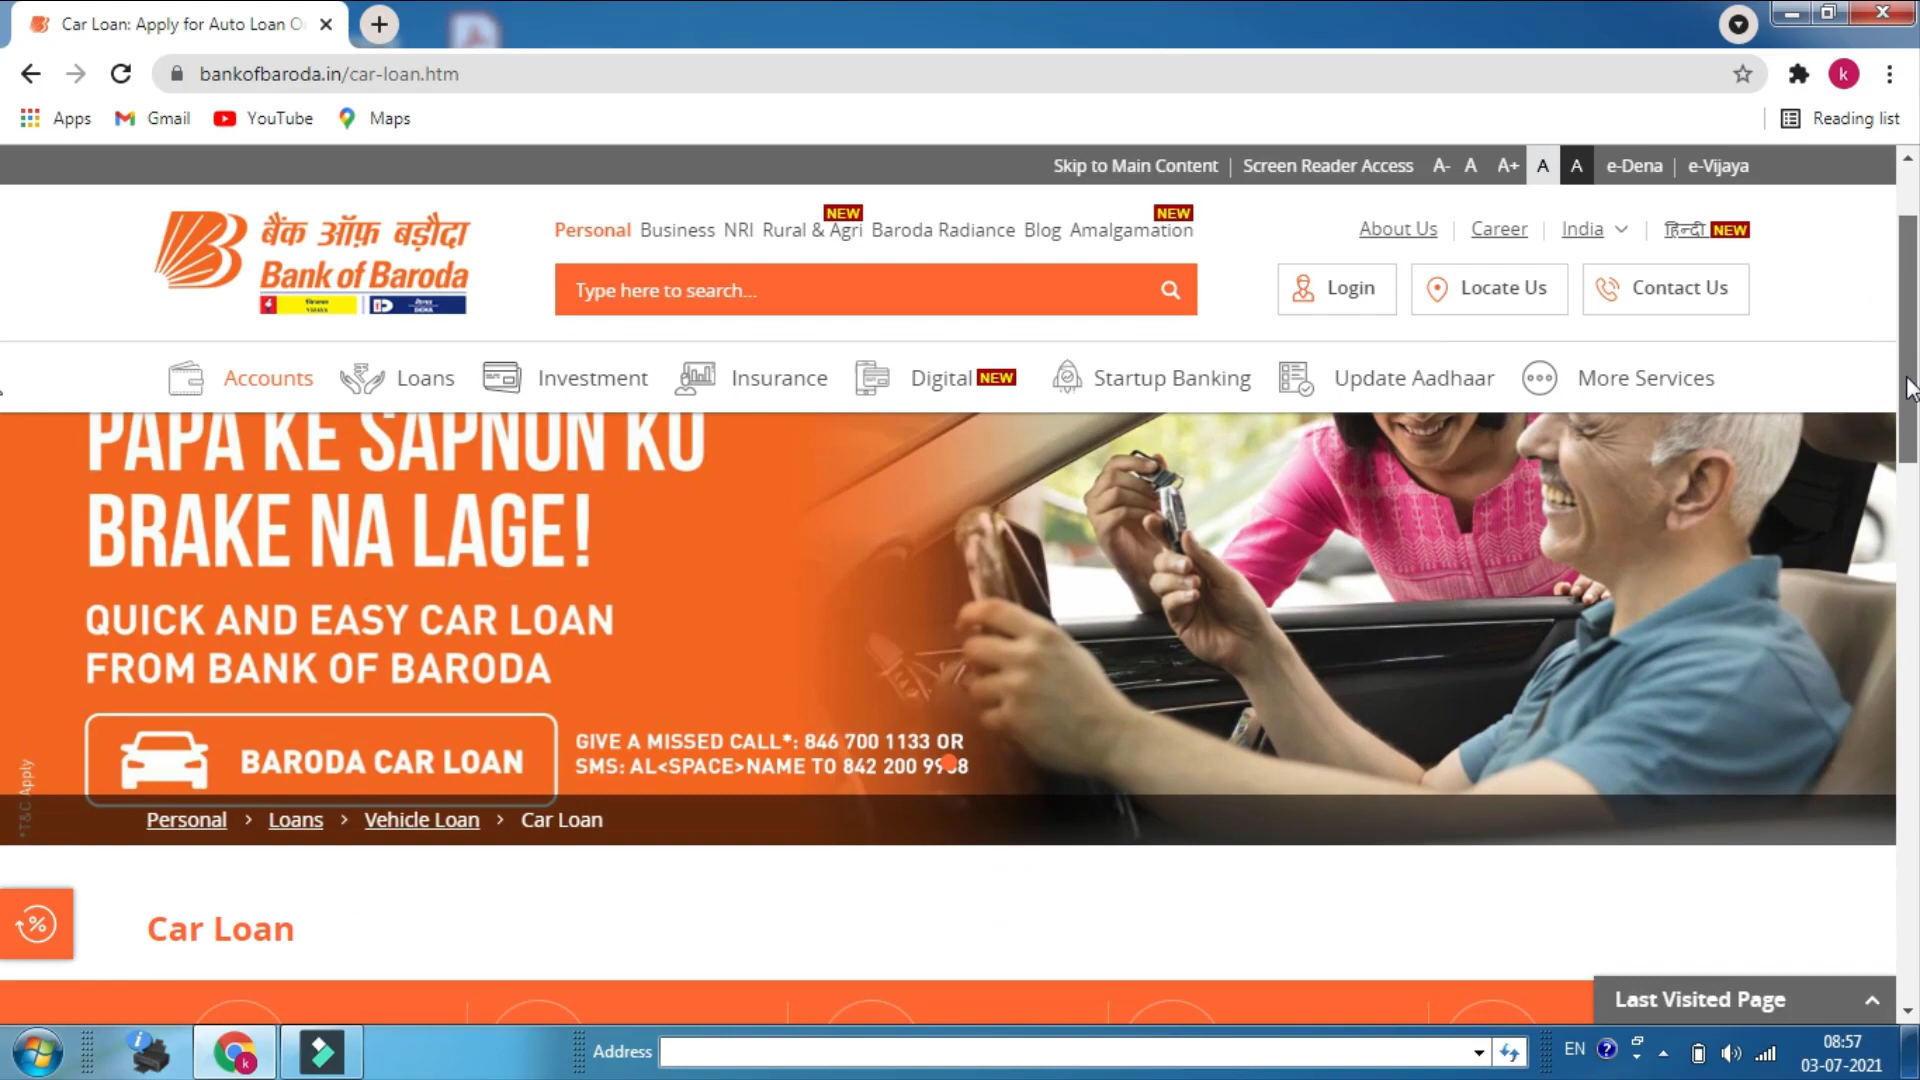 Car Loan: Apply for Auto Loan O
bankofbaroda.in/car-loan.htm
k
Apps Gmail YouTube Maps
Reading list
Skip to Main Content | Screen Reader Access A- A A+ A A e-Dena | e-Vijaya
बैंक ऑफ़ बड़ौदा
Bank of Baroda
NEW NEW
Personal Business NRI Rural & Agri Baroda Radiance Blog Amalgamation
About Us Career India हिन्दी NEW
Type here to search...
Login Locate Us Contact Us
Accounts Loans Investment Insurance Digital NEW Startup Banking Update Aadhaar More Services
PAPA KE SAPNON KO
BRAKE NA LAGE!
QUICK AND EASY CAR LOAN
FROM BANK OF BARODA
BARODA CAR LOAN
GIVE A MISSED CALL*: 846 700 1133 OR
SMS: AL<SPACE>NAME TO 842 200
*T&C Apply
Personal > Loans > Vehicle Loan > Car Loan
%
Car Loan
Last Visited Page
Address
EN
08:57
03-07-2021